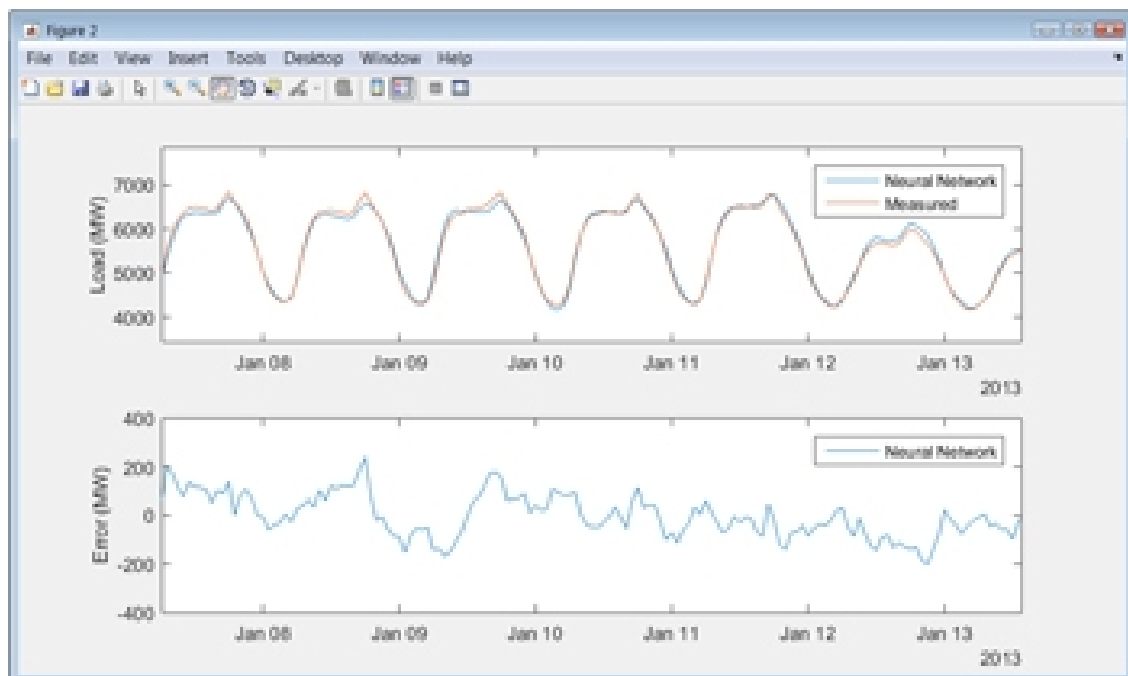 Figure 2
File Edit View Insert Tools Desktop Window Help
Neural Network
Measured
Load (MW)
7000
6000
5000
4000
Jan 08 Jan 09 Jan 10 Jan 11 Jan 12 Jan 13
2013
Neural Network
Error (MW)
400
200
0
-200
-400
Jan 08 Jan 09 Jan 10 Jan 11 Jan 12 Jan 13
2013